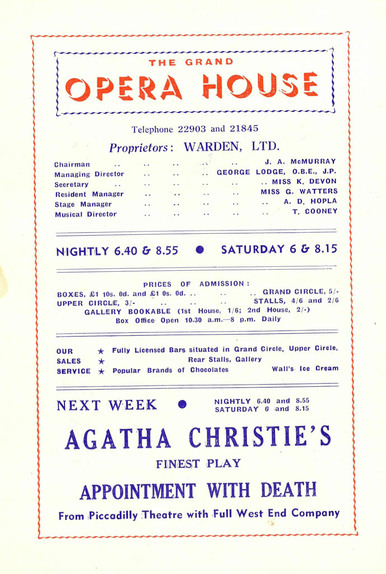 THE GRAND
OPERA HOUSE
Telephone 22903 and 21845
Proprietors: WARDEN, LTD.
Chairman .. .. .. .. .. J. A. McMURRAY
Managing Director .. .. .. GEORGE LODGE, O.B.E., J.P.
Secretary .. .. .. .. .. MISS K. DEVON
Resident Manager .. .. .. .. MISS G. WATTERS
Stage Manager .. .. .. .. A. D. HOPLA
Musical Director .. .. .. .. T. COONEY
NIGHTLY 6.40 & 8.55 ● SATURDAY 6 & 8.15
PRICES OF ADMISSION:
BOXES, £1 10s. 0d. and £1 0s. 0d. .. .. .. GRAND CIRCLE, 5/-
UPPER CIRCLE, 3/- .. .. .. STALLS, 4/6 and 2/6
GALLERY BOOKABLE (1st House, 1/6; 2nd House, 2/-)
Box Office Open 10.30 a.m.—8 p.m. Daily
OUR ★ Fully Licensed Bars situated in Grand Circle, Upper Circle,
SALES ★ Rear Stalls, Gallery
SERVICE ★ Popular Brands of Chocolates Wall's Ice Cream
NEXT WEEK ● NIGHTLY 6.40 and 8.55
SATURDAY 6 and 8.15
AGATHA CHRISTIE'S
FINEST PLAY
APPOINTMENT WITH DEATH
From Piccadilly Theatre with Full West End Company